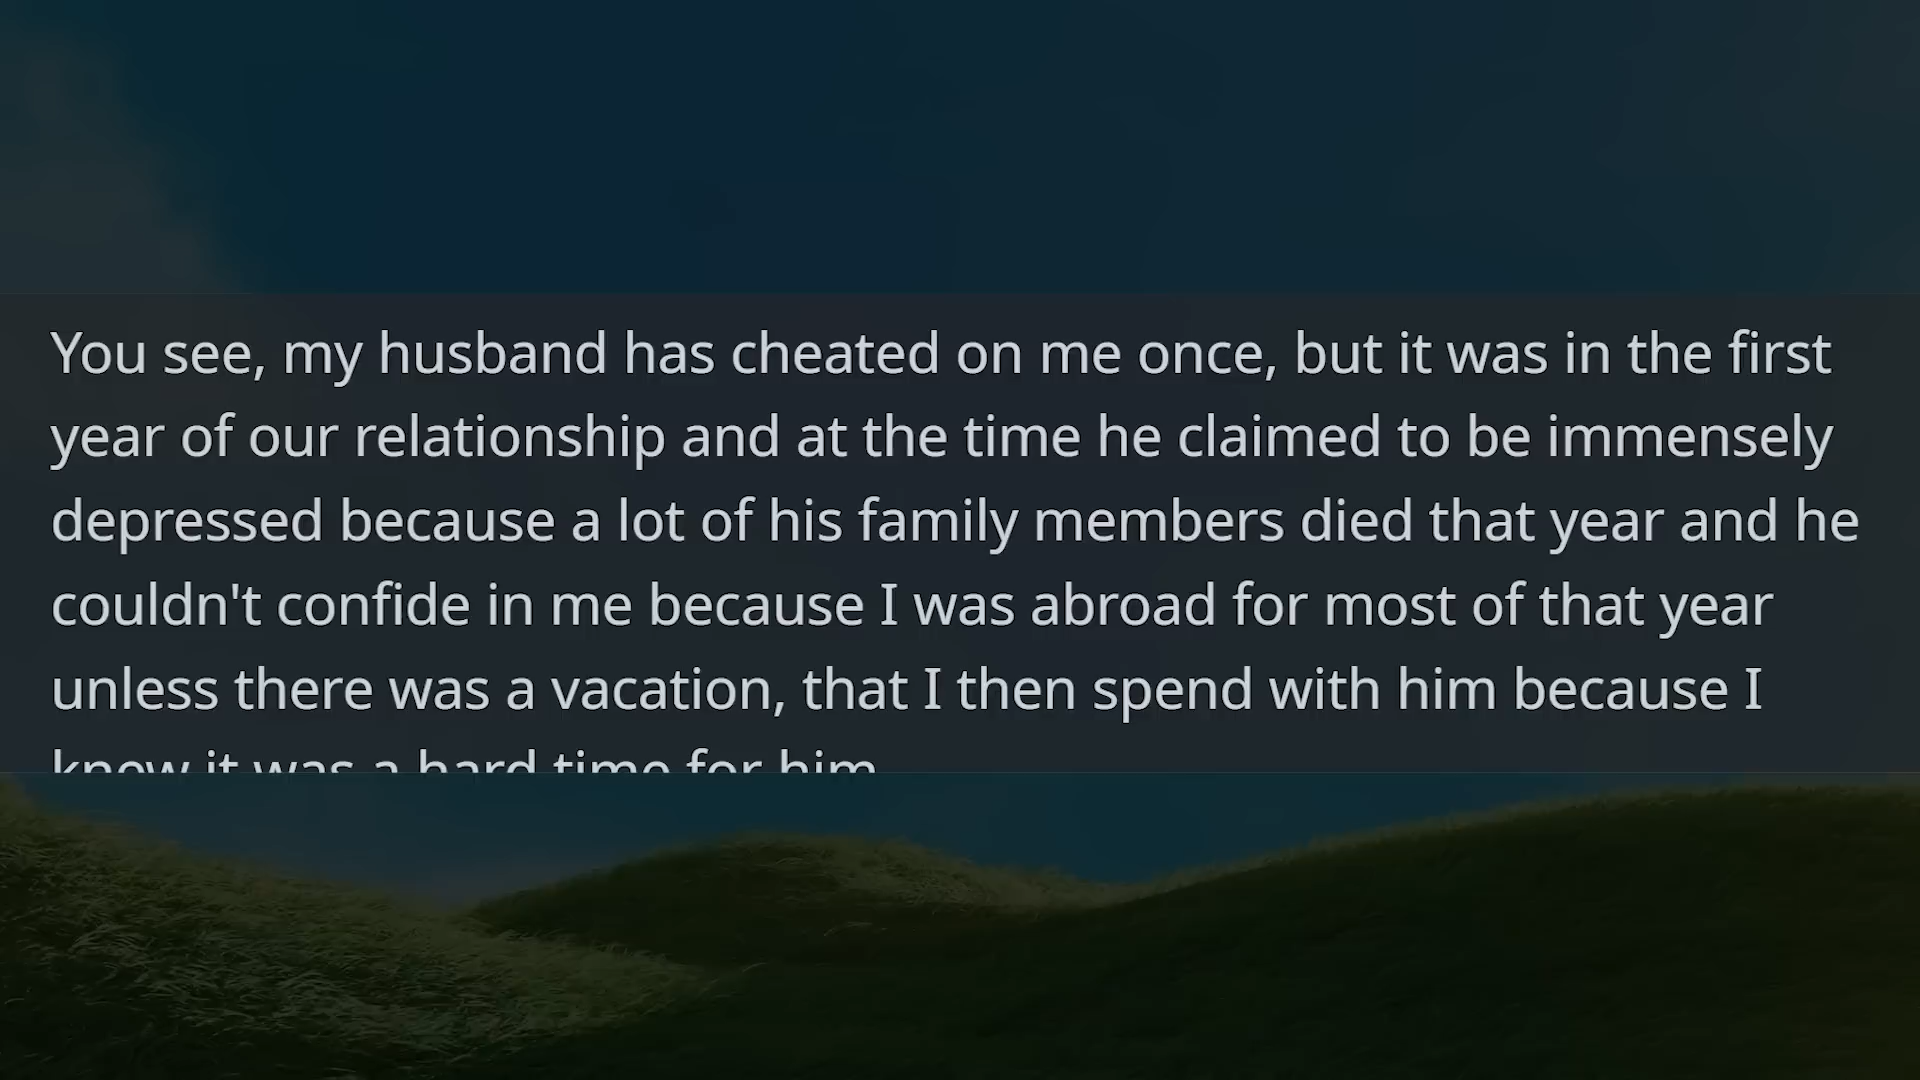 You see, my husband has cheated on me once, but it was in the first
year of our relationship and at the time he claimed to be immensely
depressed because a lot of his family members died that year and he
couldn't confide in me because I was abroad for most of that year
unless there was a vacation, that I then spend with him because I
knew it was a hard time for him